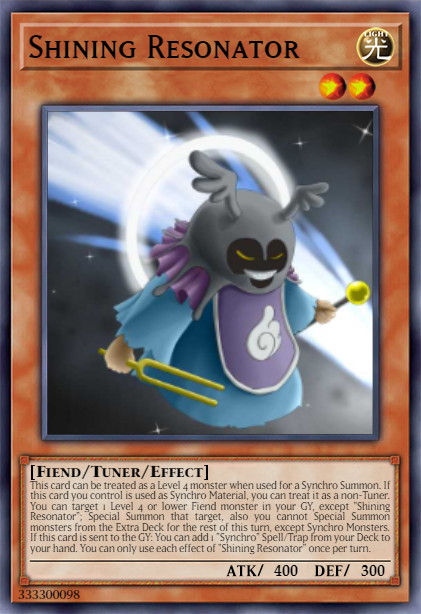 Shining Resonator
LIGHT
光
[Fiend/Tuner/Effect]
This card can be treated as a Level 4 monster when used for a Synchro Summon. If
this card you control is used as Synchro Material, you can treat it as a non-Tuner.
You can target 1 Level 4 or lower Fiend monster in your GY, except "Shining
Resonator"; Special Summon that target, also you cannot Special Summon
monsters from the Extra Deck for the rest of this turn, except Synchro Monsters.
If this card is sent to the GY: You can add 1 "Synchro" Spell/Trap from your Deck to
your hand. You can only use each effect of "Shining Resonator" once per turn.
ATK/ 400 DEF/ 300
333300098